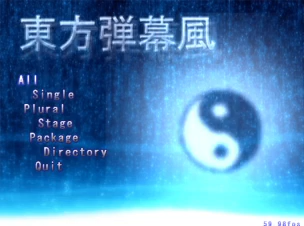 東方弾幕風
All
Single
Plural
Stage
Package
Directory
Quit
59.98fps